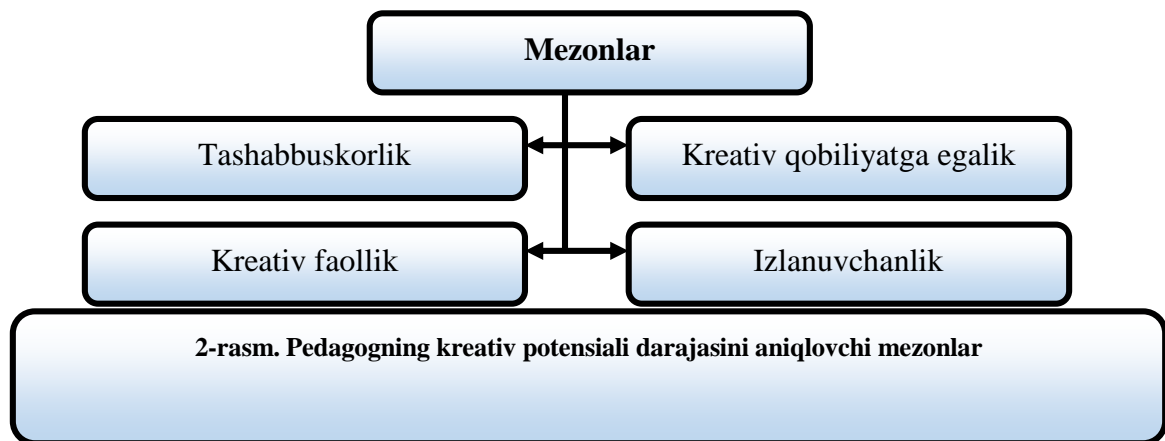 Mezonlar
Tashabbuskorlik
Kreativ qobiliyatga egalik
Kreativ faollik
Izlanuvchanlik
2-rasm. Pedagogning kreativ potensiali darajasini aniqlovchi mezonlar